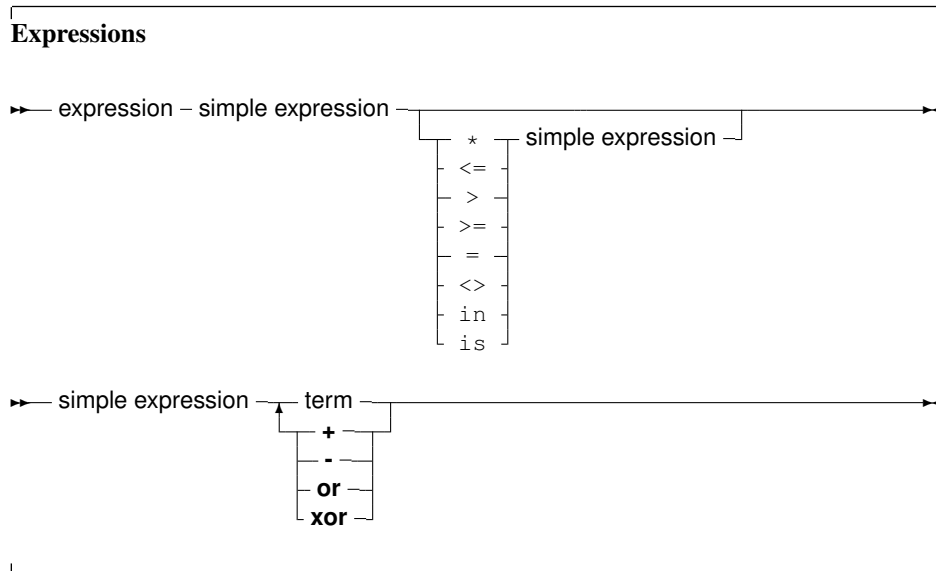 Expressions
expression simple expression
* simple expression
<=
>
>=
=
<>
in
is
simple expression term
+
-
or
xor